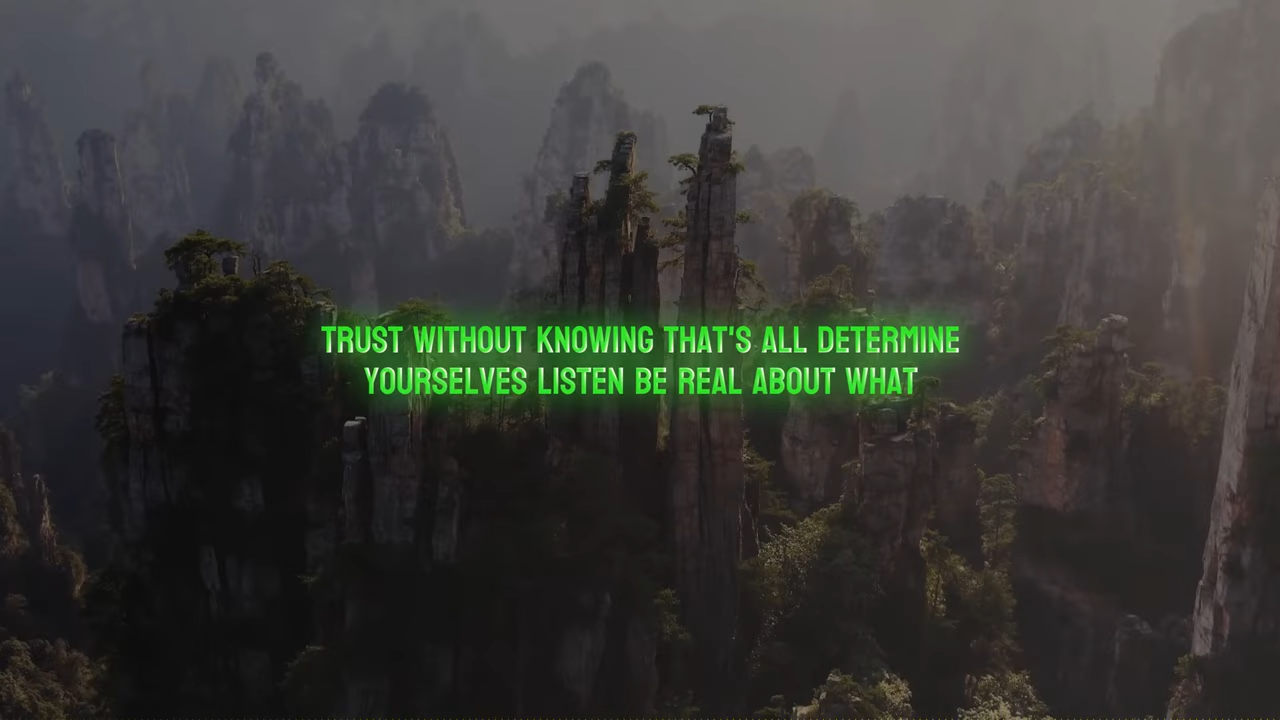 TRUST WITHOUT KNOWING THAT'S ALL DETERMINE
YOURSELVES LISTEN BE REAL ABOUT WHAT